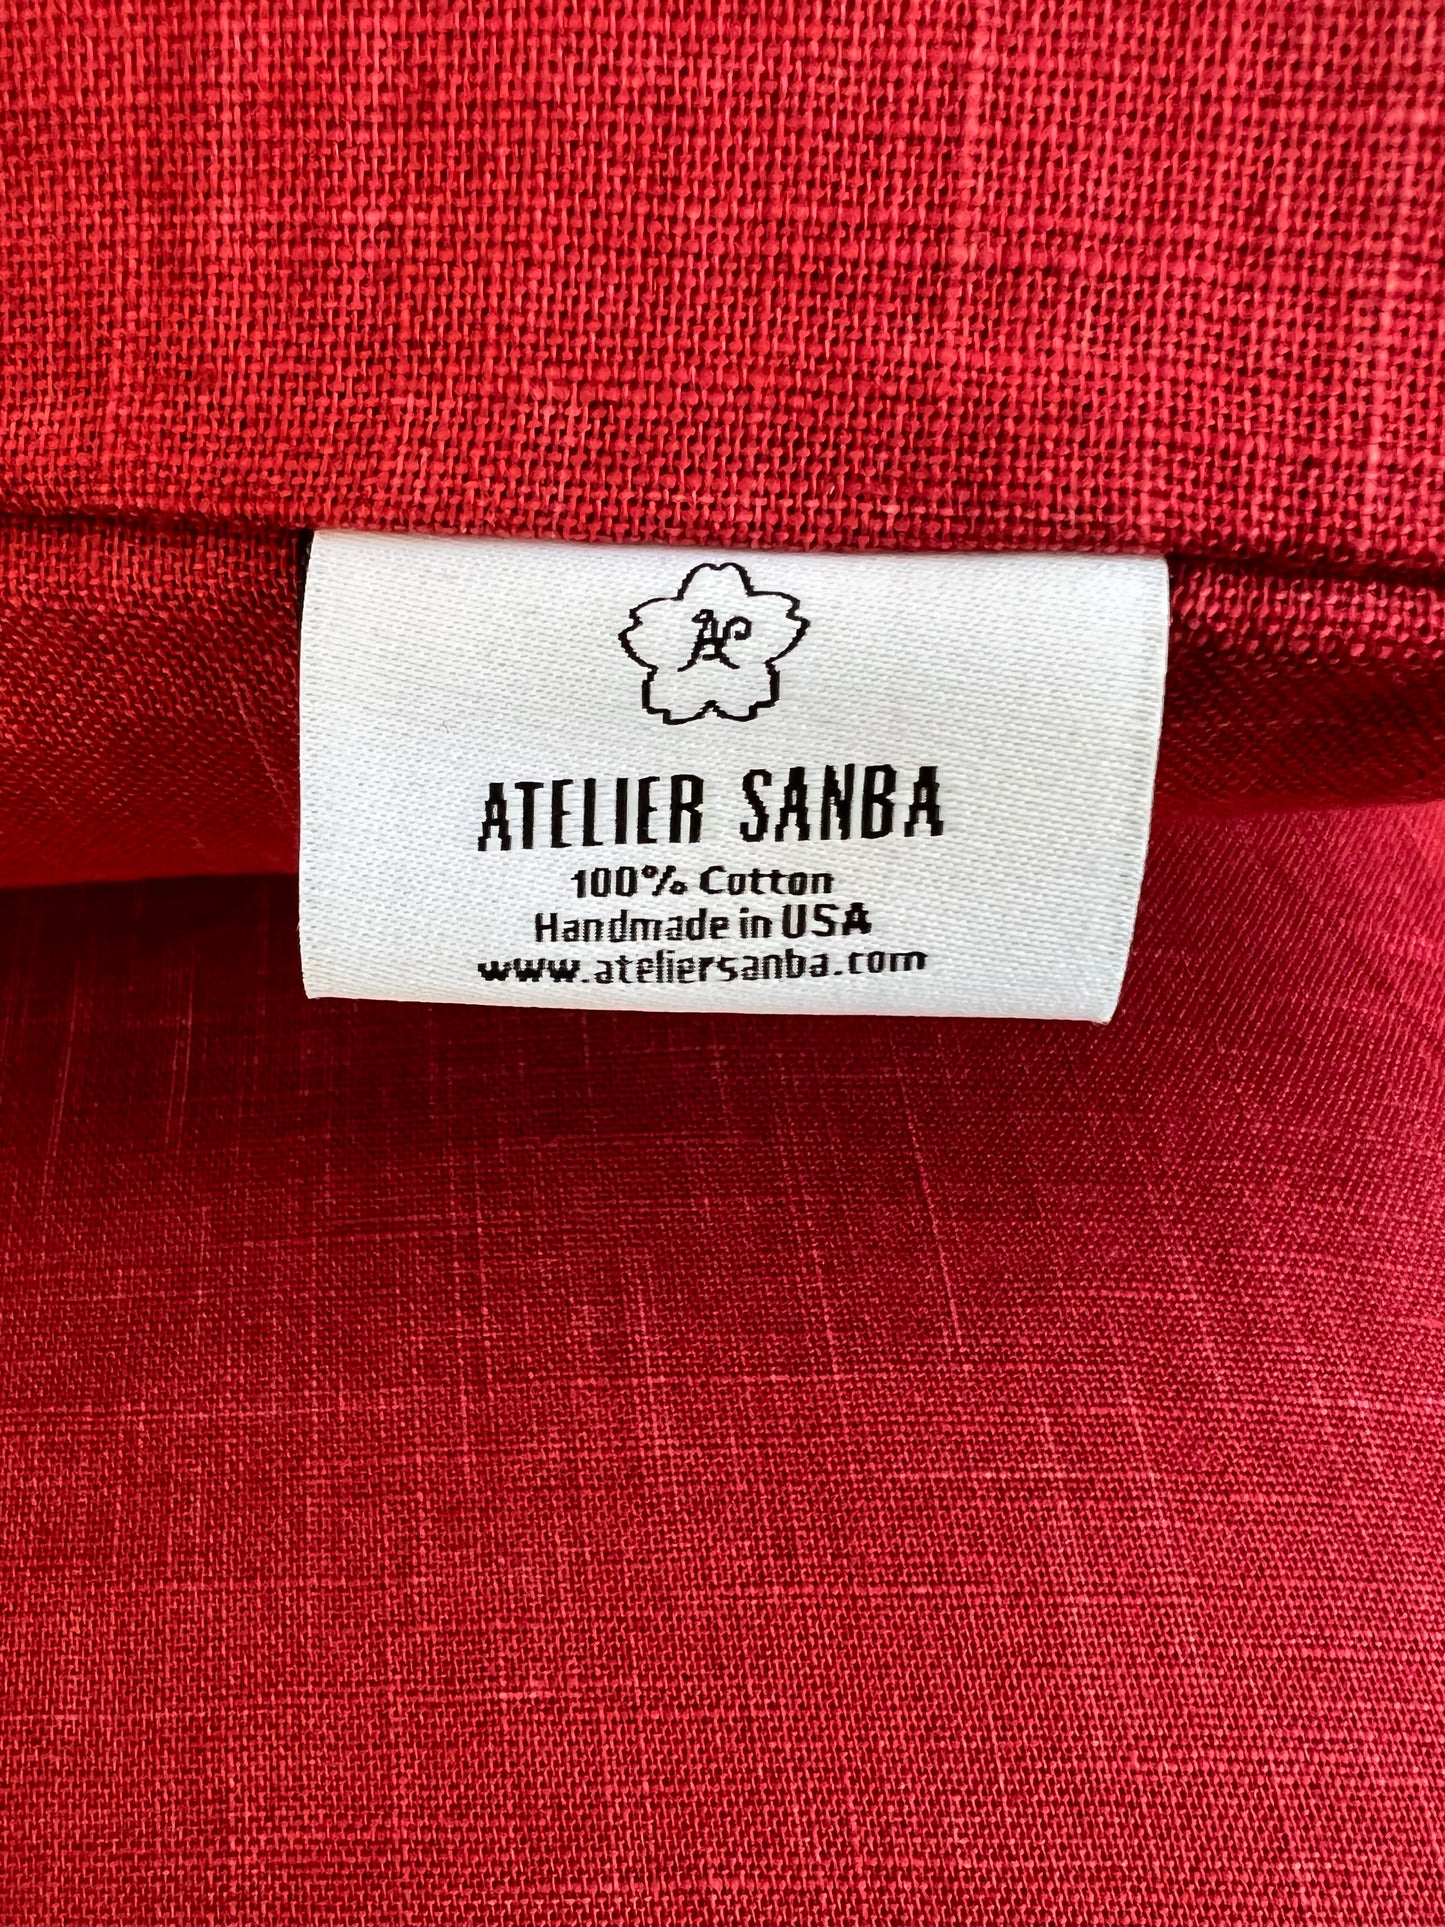 ATELIER SANBA
100% Cotton
Handmade in USA
www.ateliersanba.com